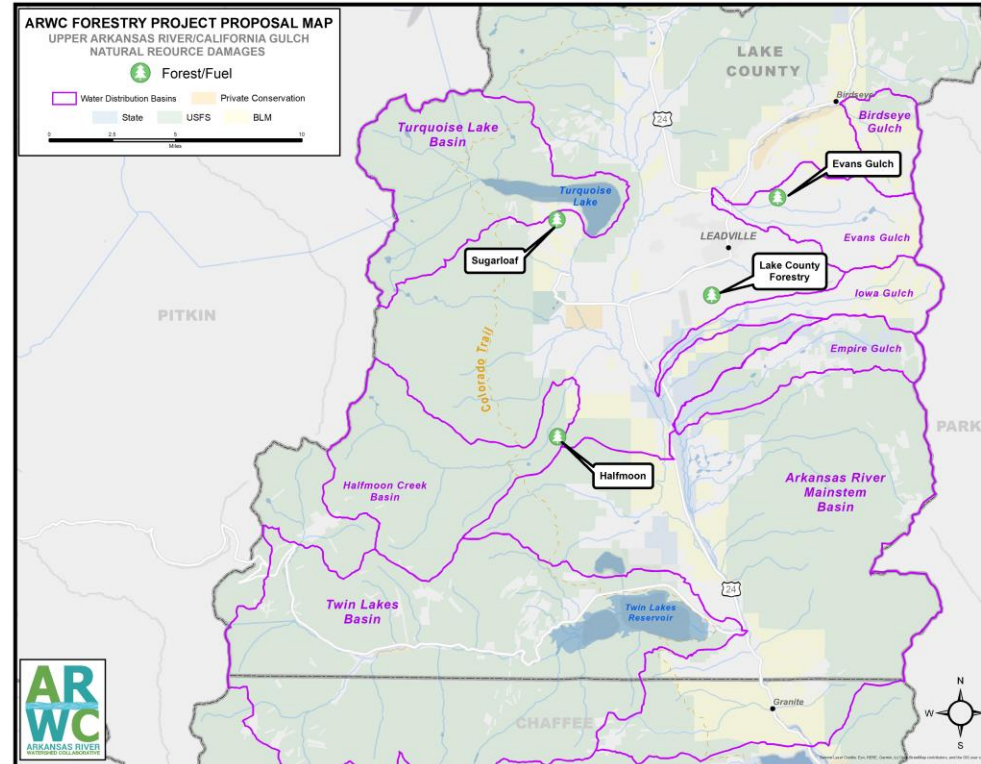 ARWC FORESTRY PROJECT PROPOSAL MAP
UPPER ARKANSAS RIVER/CALIFORNIA GULCH
NATURAL REOURCE DAMAGES
Forest/Fuel
Water Distribution Basins
Private Conservation
State
USFS
BLM
0
2.5
5
10
Miles
LAKE
COUNTY
24
Birdseye
Birdseye
Gulch
Turquoise Lake
Basin
Evans Gulch
Turquoise
Lake
LEADVILLE
Evans Gulch
Sugarloaf
Lake County
Forestry
Iowa Gulch
PITKIN
Empire Gulch
Colorado Trail
PARK
Halfmoon
Halfmoon Creek
Basin
Arkansas River
Mainstem
Basin
24
Twin Lakes
Basin
Twin Lakes
Reservoir
Granite
CHAFFEE
N
W
E
S
AR
WC
ARKANSAS RIVER
WATERSHED COLLABORATIVE